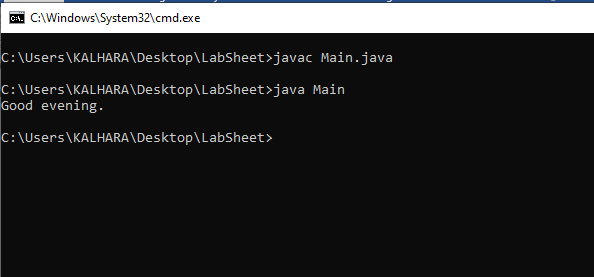 C:\Windows\System32\cmd.exe
C:\Users\KALHARA\Desktop\LabSheet>javac Main.java
C:\Users\KALHARA\Desktop\LabSheet>java Main
Good evening.
C:\Users\KALHARA\Desktop\LabSheet>